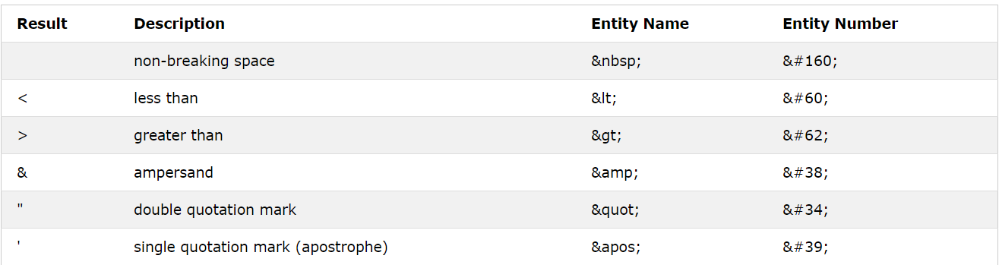 Result Description Entity Name Entity Number
non-breaking space &nbsp; &#160;
< less than &lt; &#60;
> greater than &gt; &#62;
& ampersand &amp; &#38;
" double quotation mark &quot; &#34;
' single quotation mark (apostrophe) &apos; &#39;